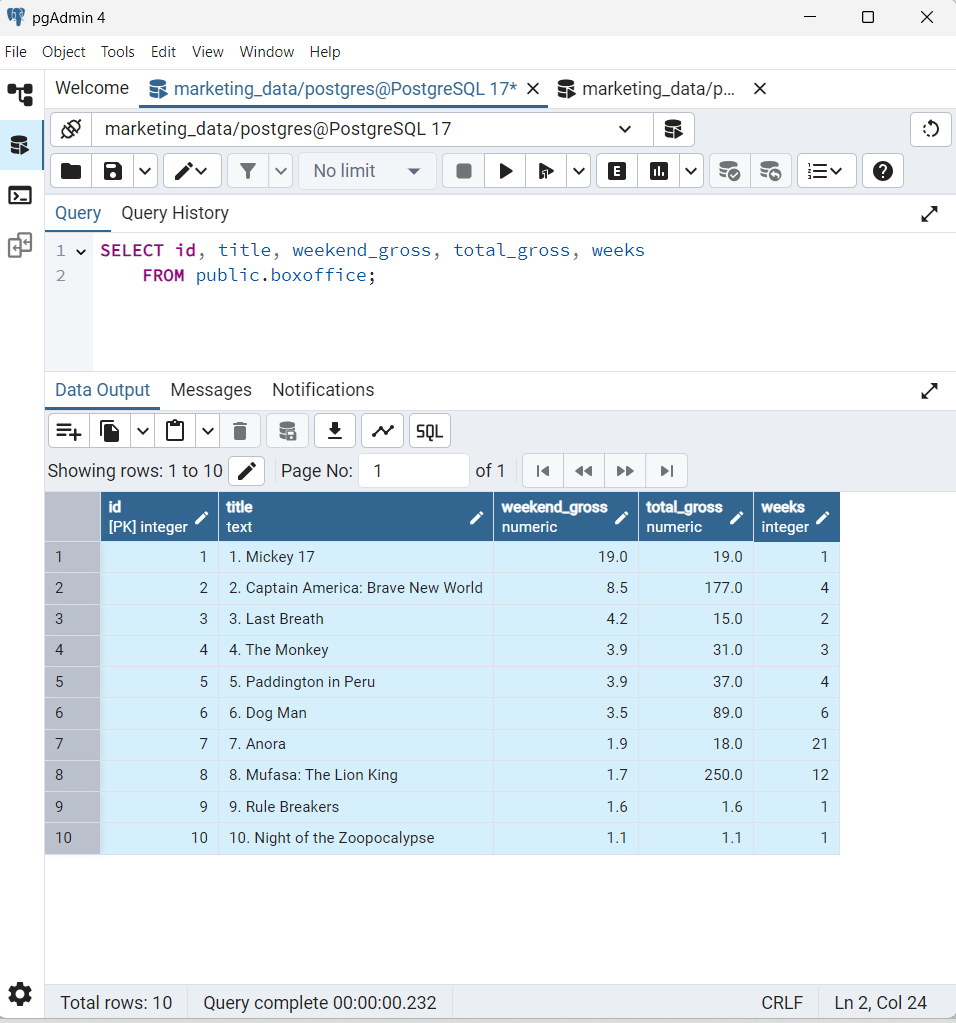 pgAdmin 4
File Object Tools Edit View Window Help
Welcome marketing_data/postgres@PostgreSQL 17* marketing_data/p...
marketing_data/postgres@PostgreSQL 17
No limit E
Query Query History
1 SELECT id, title, weekend_gross, total_gross, weeks
2 FROM public.boxoffice;
Data Output Messages Notifications
SQL
Showing rows: 1 to 10 Page No: 1 of 1
id title weekend_gross total_gross weeks
[PK] integer text numeric numeric integer
1 1 1. Mickey 17 19.0 19.0 1
2 2 2. Captain America: Brave New World 8.5 177.0 4
3 3 3. Last Breath 4.2 15.0 2
4 4 4. The Monkey 3.9 31.0 3
5 5 5. Paddington in Peru 3.9 37.0 4
6 6 6. Dog Man 3.5 89.0 6
7 7 7. Anora 1.9 18.0 21
8 8 8. Mufasa: The Lion King 1.7 250.0 12
9 9 9. Rule Breakers 1.6 1.6 1
10 10 10. Night of the Zoopocalypse 1.1 1.1 1
Total rows: 10 Query complete 00:00:00.232 CRLF Ln 2, Col 24